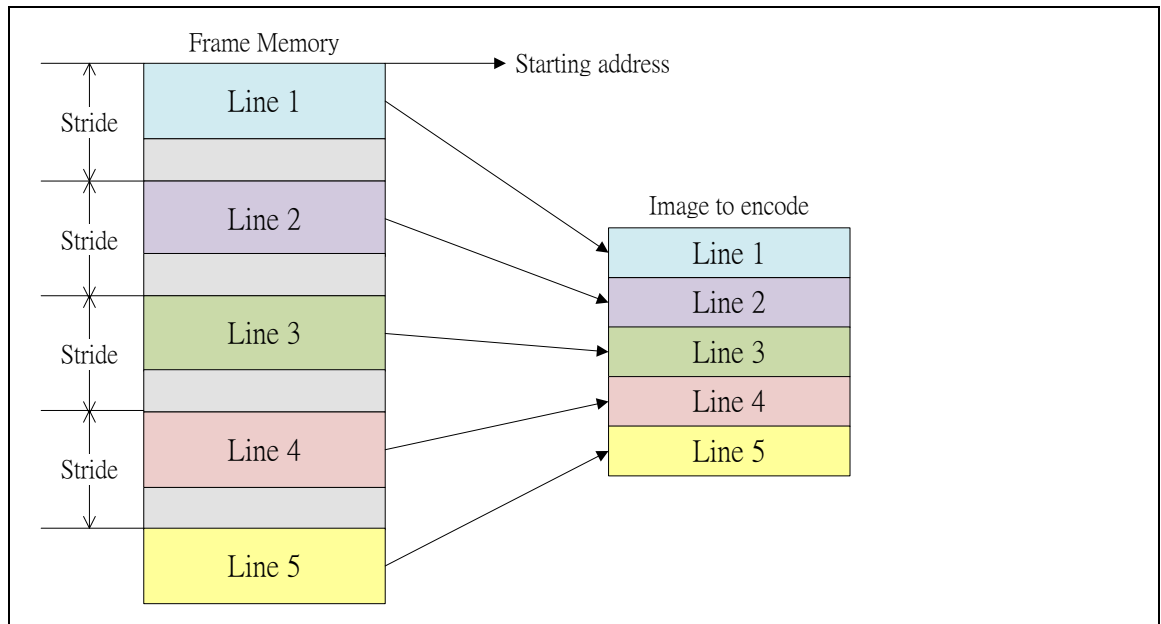 Frame Memory
Starting address
Line 1
Stride
Line 2
Stride
Line 3
Stride
Line 4
Stride
Line 5
Image to encode
Line 1
Line 2
Line 3
Line 4
Line 5